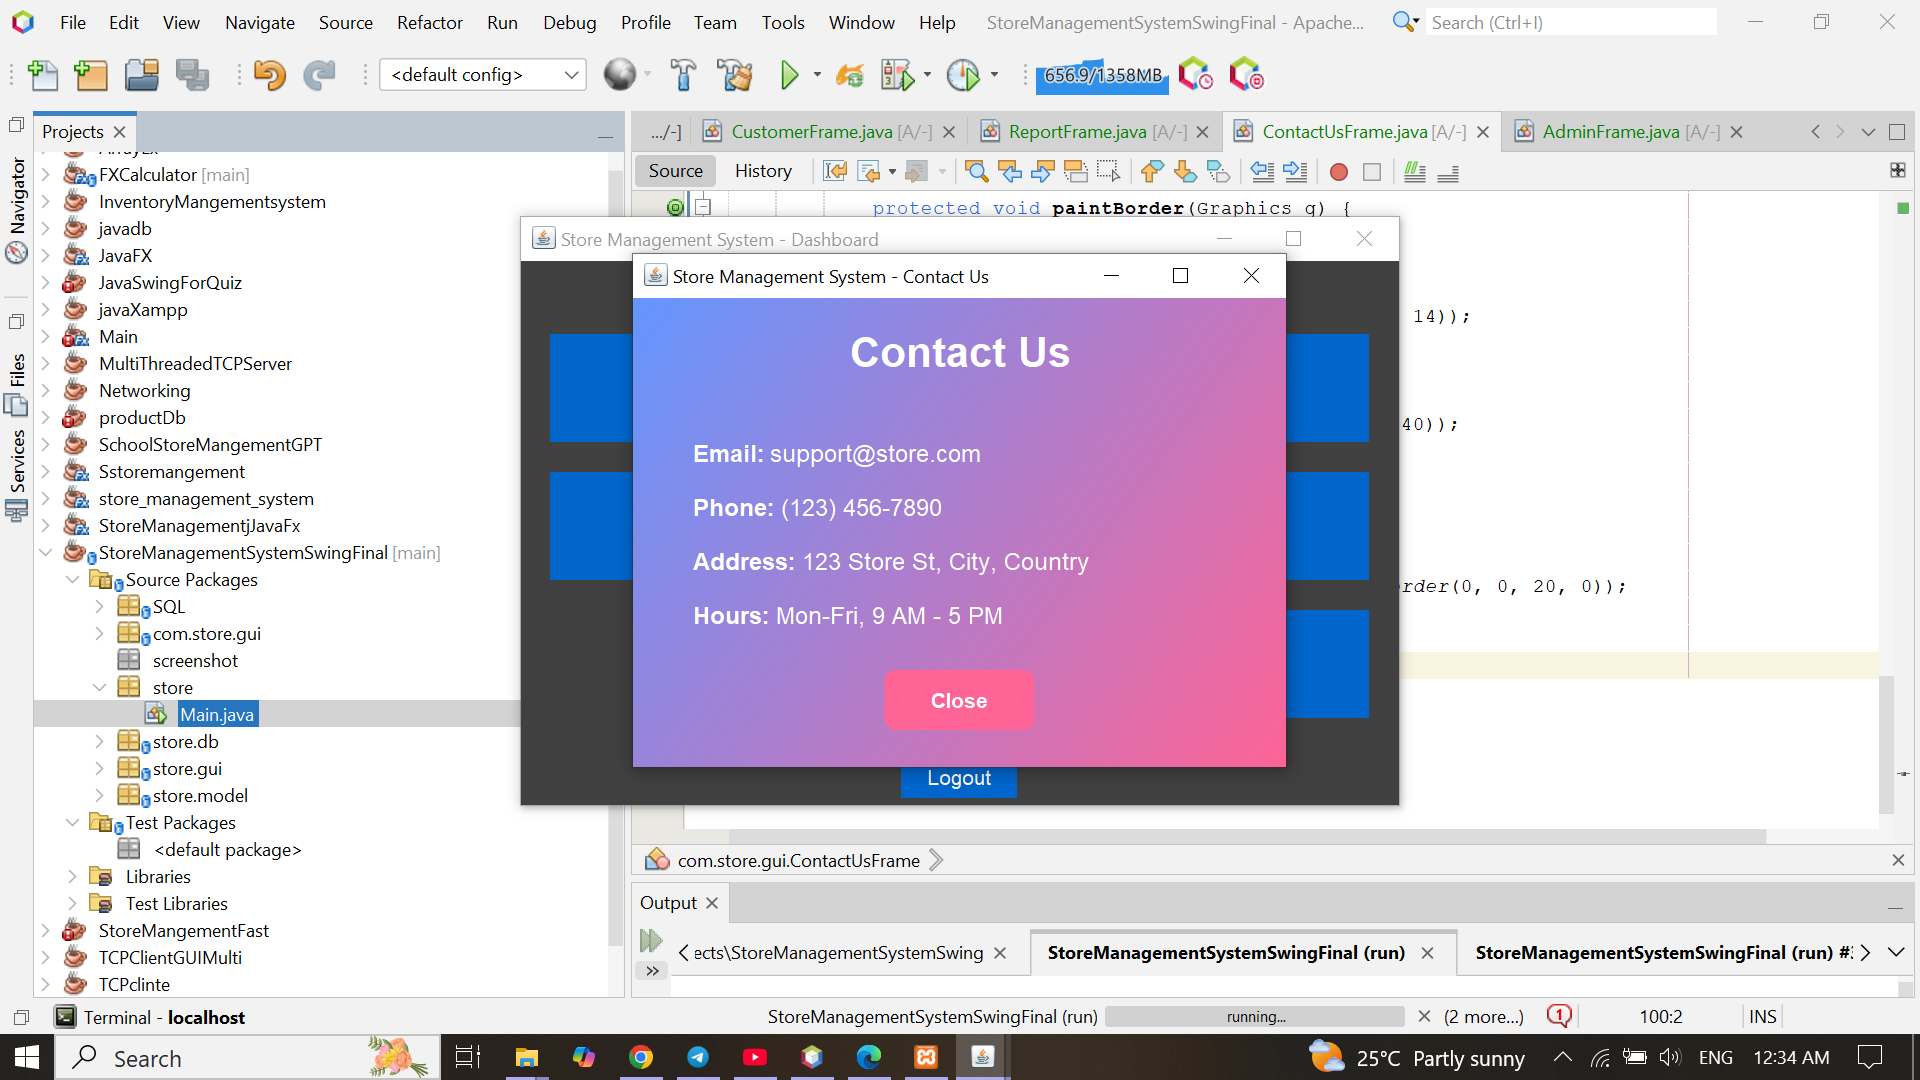 File Edit View Navigate Source Refactor Run Debug Profile Team Tools Window Help StoreManagementSystemSwingFinal - Apache... Search (Ctrl+I)
<default config> 656.9/1358MB
Projects
.../-] CustomerFrame.java [A/-] ReportFrame.java [A/-] ContactUsFrame.java [A/-] AdminFrame.java [A/-]
Source History
Navigator
Files
Services
FXCalculator [main]
InventoryMangementsystem
javadb
JavaFX
JavaSwingForQuiz
javaXampp
Main
MultiThreadedTCPServer
Networking
productDb
SchoolStoreMangementGPT
Sstoremangement
store_management_system
StoreManagementjJavaFx
StoreManagementSystemSwingFinal [main]
Source Packages
SQL
com.store.gui
screenshot
store
Main.java
store.db
store.gui
store.model
Test Packages
<default package>
Libraries
Test Libraries
StoreMangementFast
TCPClientGUIMulti
TCPclinte
protected void paintBorder(Graphics g) {
14));
40));
rder(0, 0, 20, 0));
Store Management System - Dashboard
Store Management System - Contact Us
Contact Us
Email: support@store.com
Phone: (123) 456-7890
Address: 123 Store St, City, Country
Hours: Mon-Fri, 9 AM - 5 PM
Close
Logout
com.store.gui.ContactUsFrame
Output
ects\StoreManagementSystemSwing StoreManagementSystemSwingFinal (run) StoreManagementSystemSwingFinal (run) #
Terminal - localhost StoreManagementSystemSwingFinal (run) running... (2 more...) 1 100:2 INS
Search 25°C Partly sunny ENG 12:34 AM